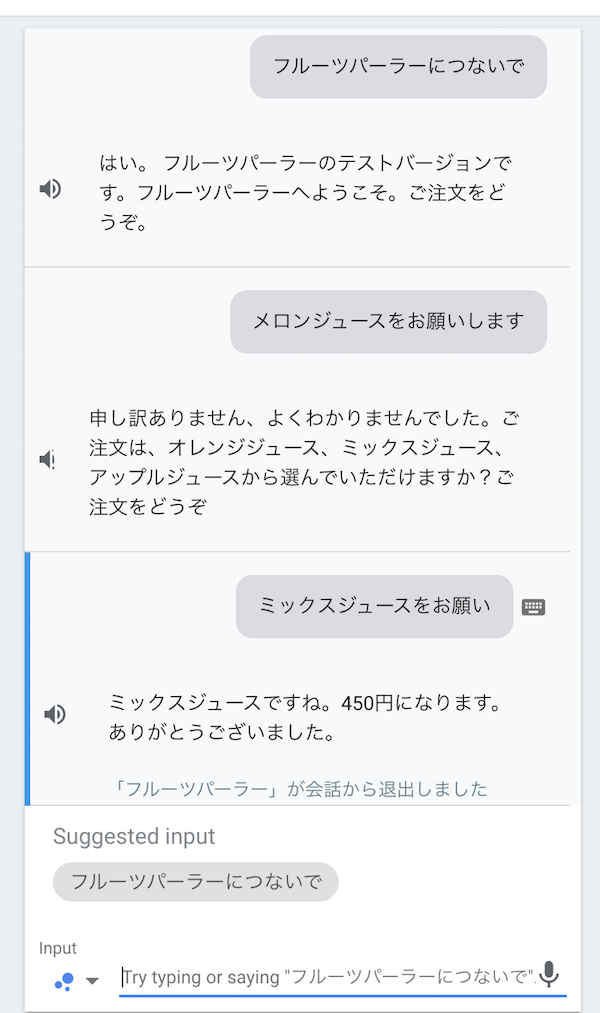 フルーツパーラーにつないで
はい。 フルーツパーラーのテストバージョンで
す。フルーツパーラーへようこそ。ご注文をど
うぞ。
メロンジュースをお願いします
申し訳ありません、よくわかりませんでした。ご
注文は、オレンジジュース、ミックスジュース、
アップルジュースから選んでいただけますか？ご
注文をどうぞ
ミックスジュースをお願い
ミックスジュースですね。450円になります。
ありがとうございました。
「フルーツパーラー」が会話から退出しました
Suggested input
フルーツパーラーにつないで
Input
Try typing or saying "フルーツパーラーにつないで".